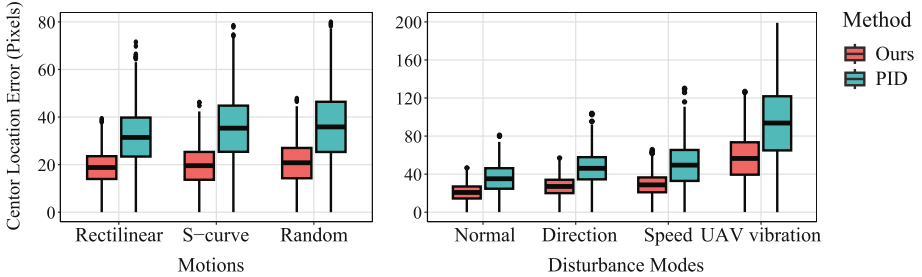 Centor Location Error (Pixels)
80
60
40
20
0
Rectilinear S−curve Random
Motions
200
160
120
80
40
0
Normal Direction Speed UAV vibration
Disturbance Modes
Method
Ours
PID